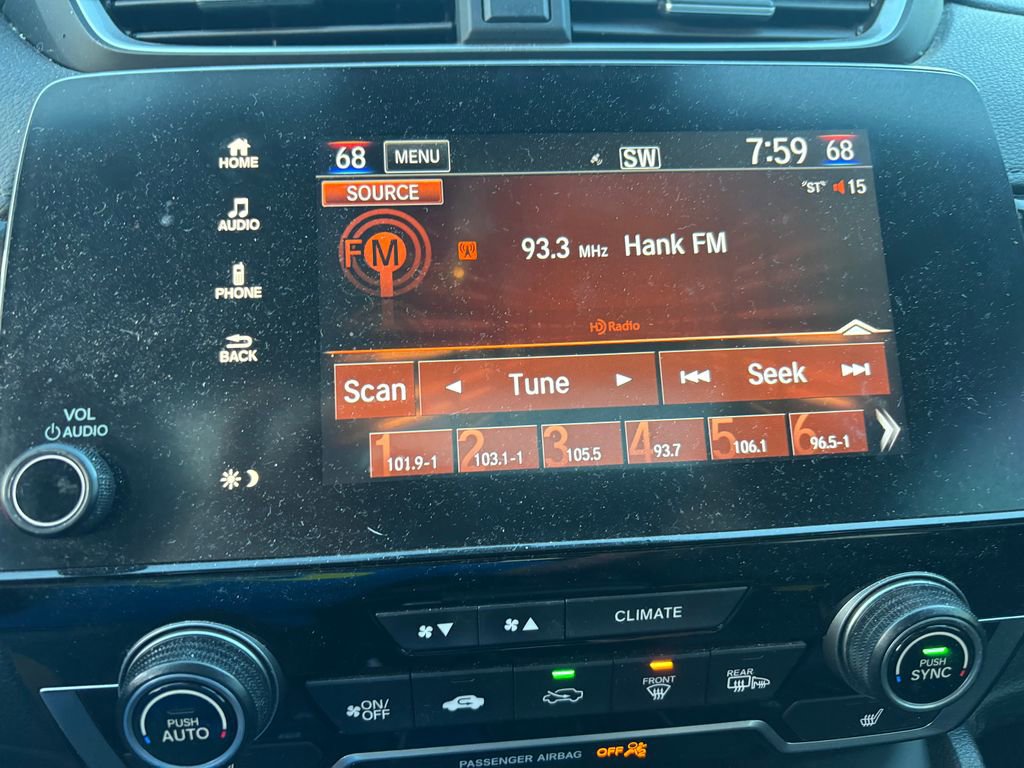 HOME
68 MENU SW 7:59 68
SOURCE "ST" 15
AUDIO
FM 93.3 MHz Hank FM
PHONE
HD Radio
BACK
Scan Tune Seek
VOL
AUDIO
1 101.9-1 2 103.1-1 3 105.5 4 93.7 5 106.1 6 96.5-1
CLIMATE
PUSH AUTO
ON/OFF
FRONT
REAR
PUSH SYNC
PASSENGER AIRBAG OFF